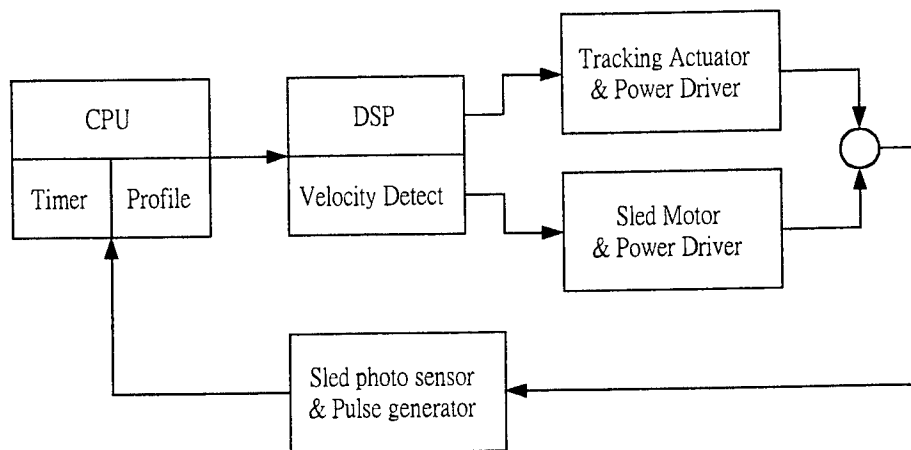 Tracking Actuator
& Power Driver
CPU
DSP
Timer
Profile
Velocity Detect
Sled Motor
& Power Driver
Sled photo sensor
& Pulse generator